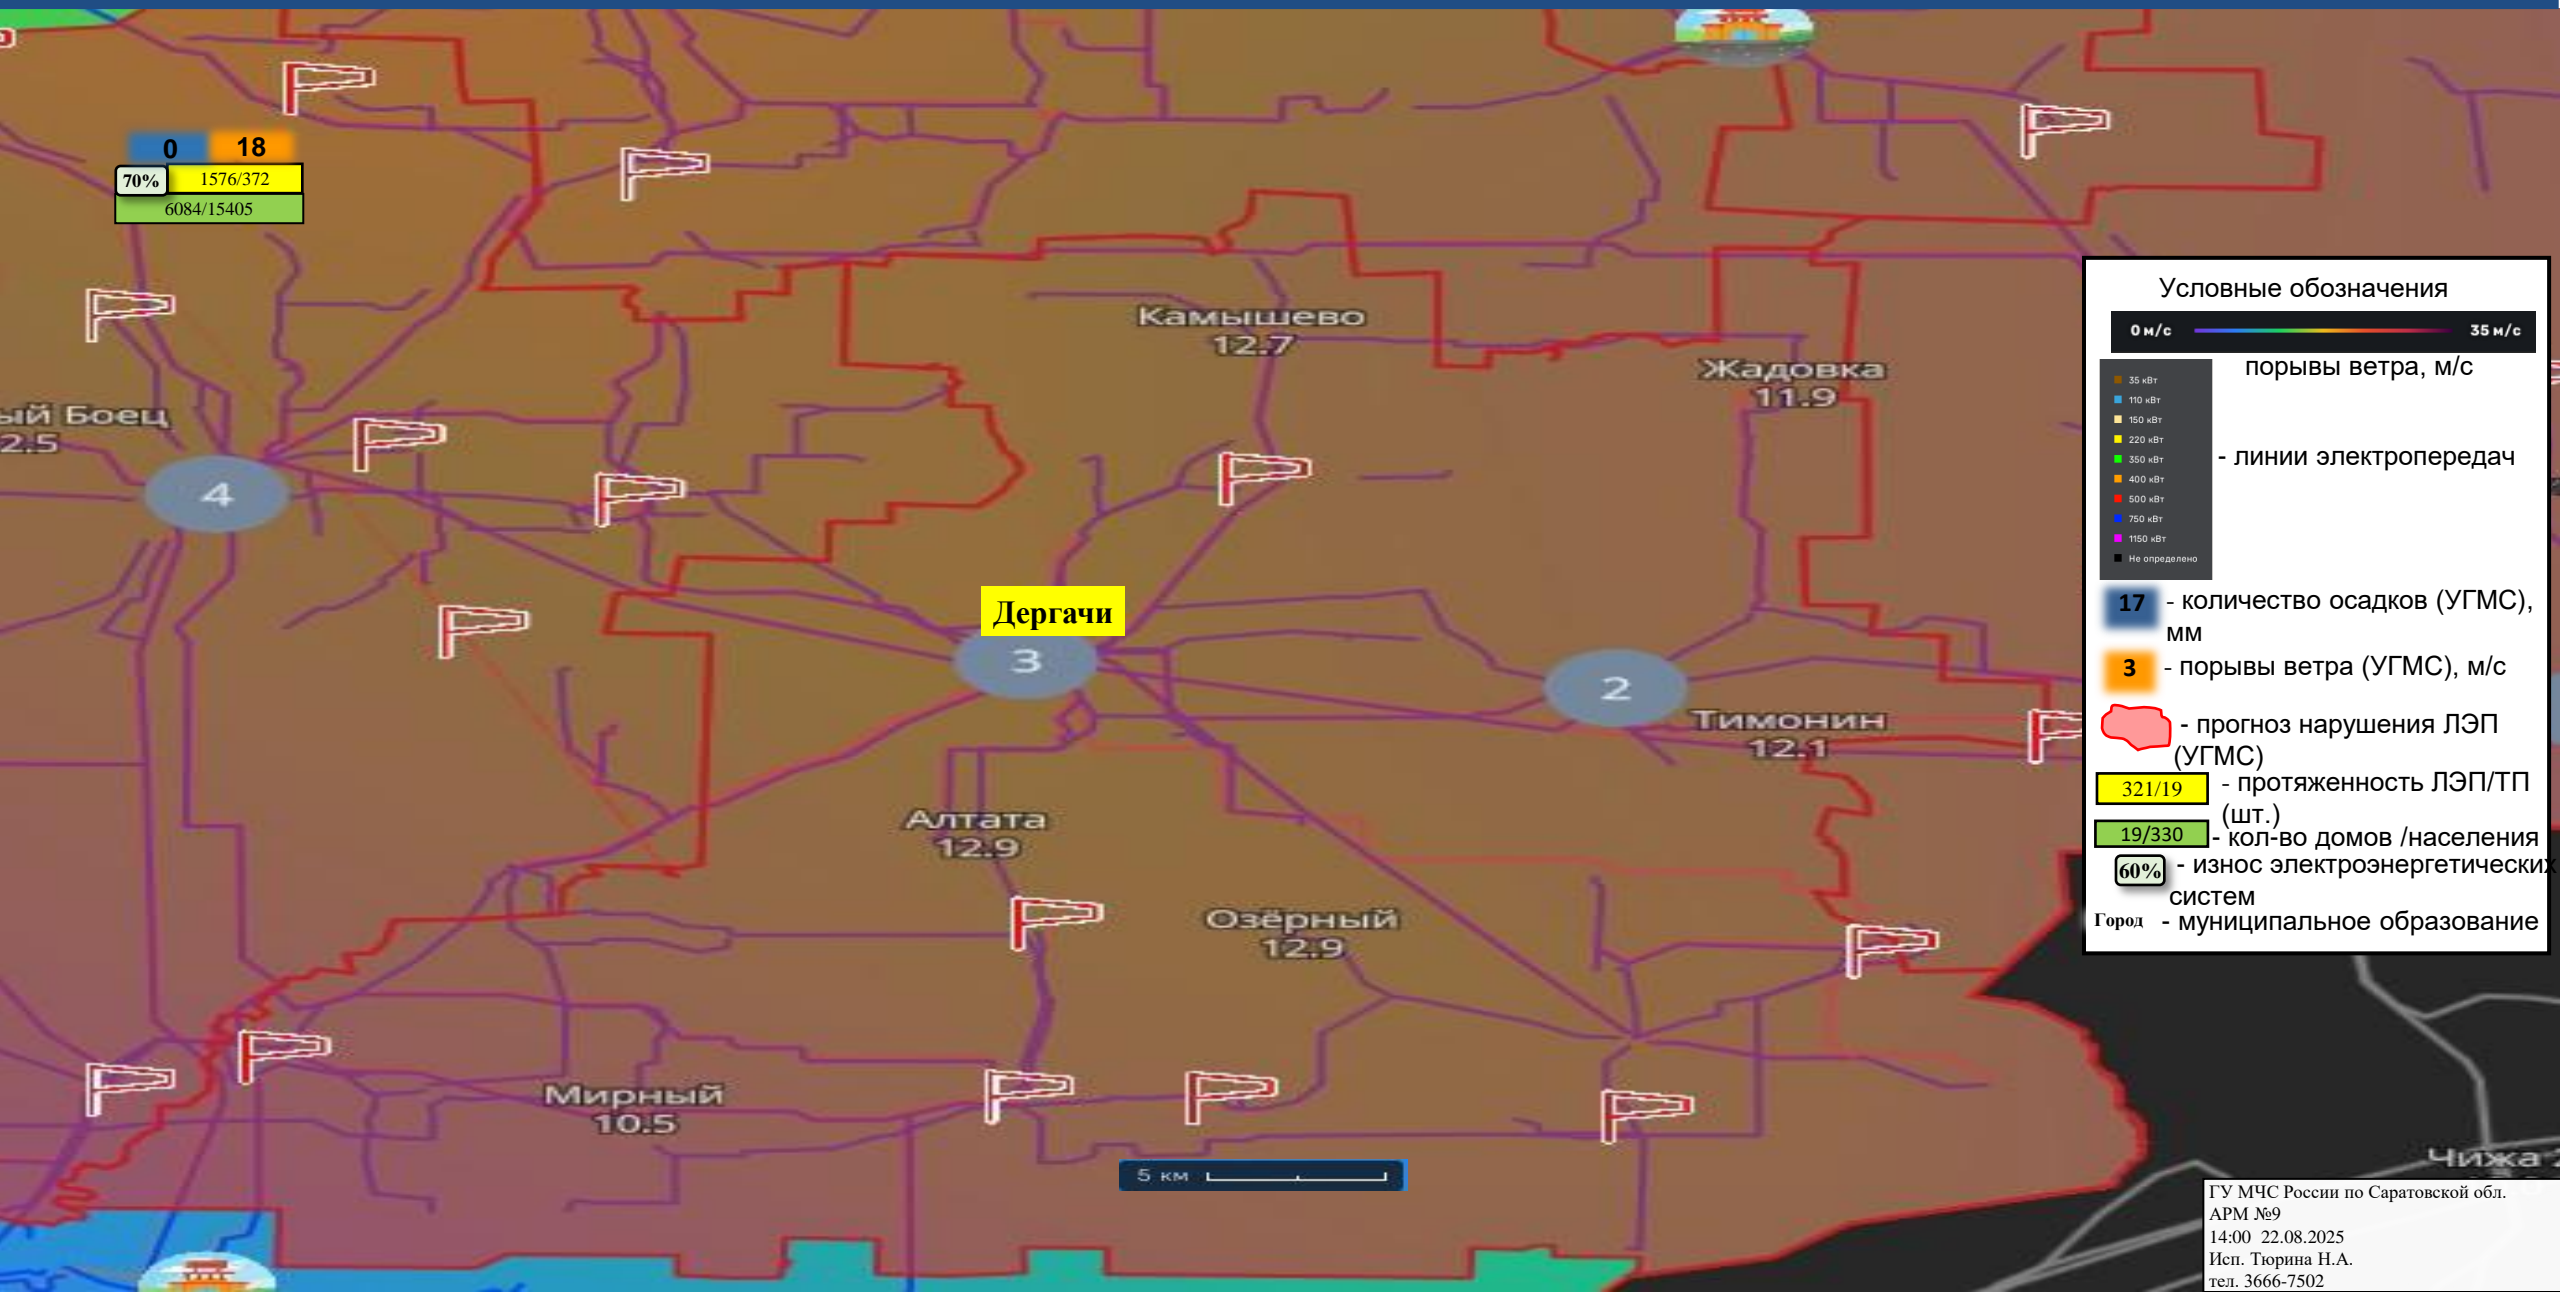 0 18
70% 1576/372
6084/15405
ый Боец
2.5
4
Камышево
12.7
Жадовка
11.9
Дергачи
3
2
Тимонин
12.1
Алтата
12.9
Озёрный
12.9
Мирный
10.5
5 км
Чижа 2
Условные обозначения
0 м/с 35 м/с
порывы ветра, м/с
35 кВт
110 кВт
150 кВт
220 кВт
350 кВт
400 кВт
500 кВт
750 кВт
1150 кВт
Не определено
- линии электропередач
17 - количество осадков (УГМС),
мм
3 - порывы ветра (УГМС), м/с
- прогноз нарушения ЛЭП
(УГМС)
321/19 - протяженность ЛЭП/ТП
(шт.)
19/330 - кол-во домов /населения
60% - износ электроэнергетических
систем
Город - муниципальное образование
ГУ МЧС России по Саратовской обл.
АРМ №9
14:00 22.08.2025
Исп. Тюрина Н.А.
тел. 3666-7502